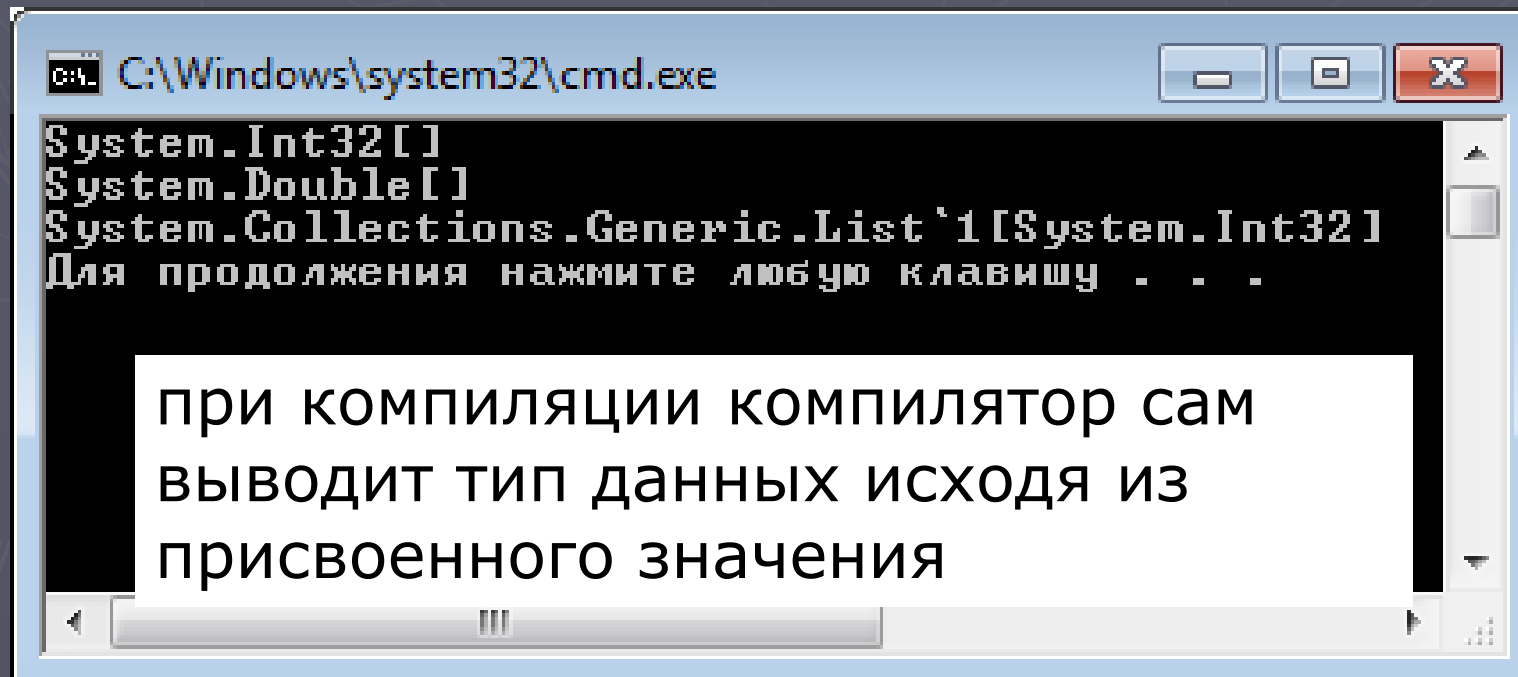 C:\Windows\system32\cmd.exe
System.Int32[]
System.Double[]
System.Collections.Generic.List`1[System.Int32]
Для продолжения нажмите любую клавишу . . .
при компиляции компилятор сам
выводит тип данных исходя из
присвоенного значения